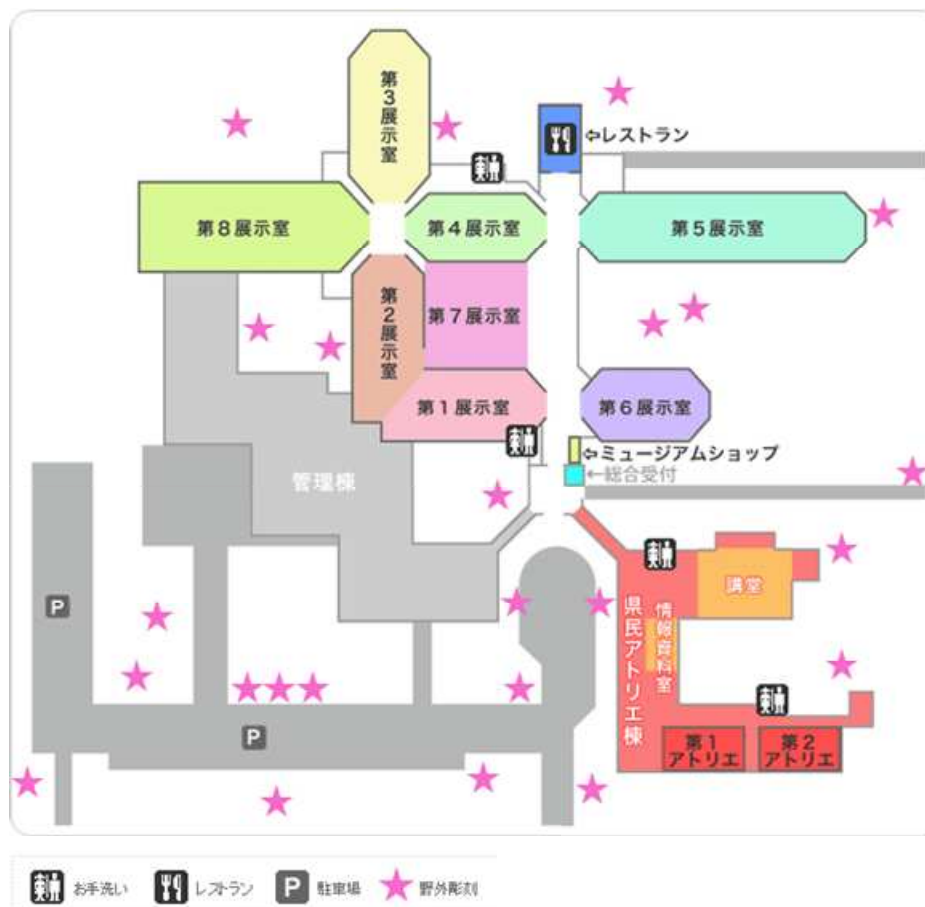 第3展示室
⇦レストラン
第8展示室
第4展示室
第5展示室
第2展示室
第7展示室
第1展示室
第6展示室
⇦ミュージアムショップ
←総合受付
管理棟
講堂
県民アトリエ棟
情報資料室
P
P
第1
アトリエ
第2
アトリエ
お手洗い
レストラン
P 駐車場
野外彫刻